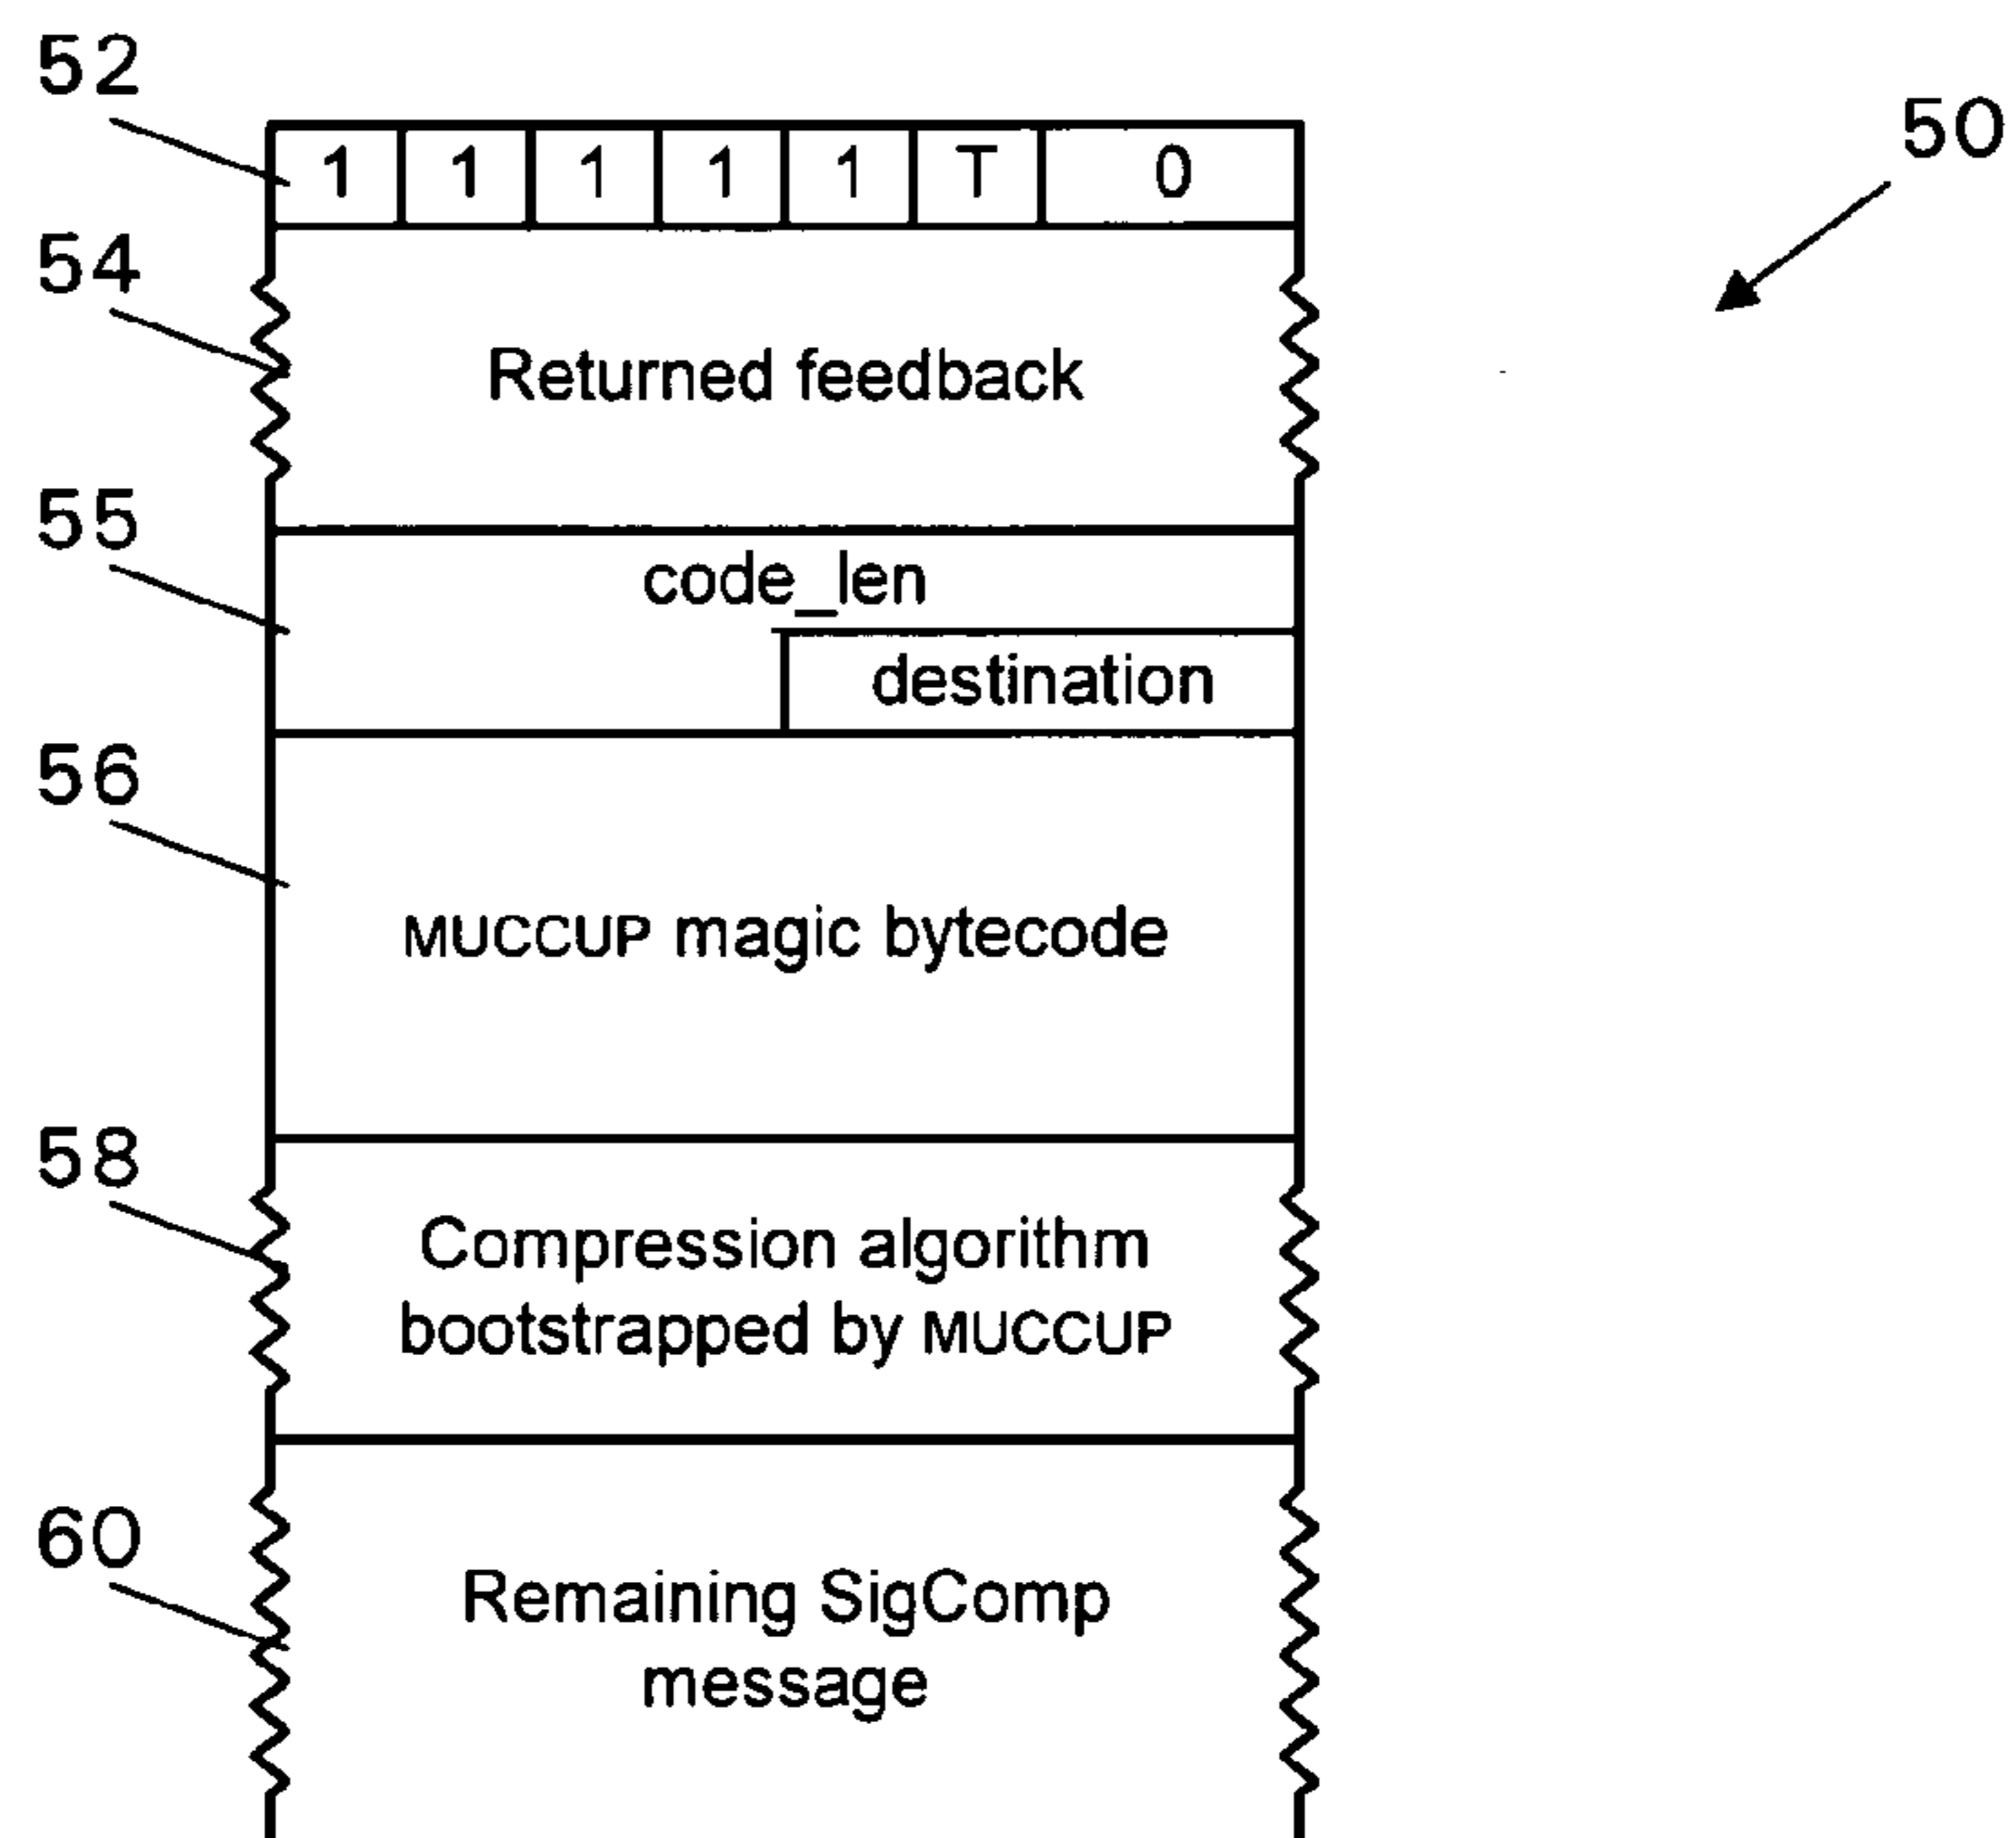 52
1 1 1 1 1 T 0
50
54
Returned feedback
55
code_len
destination
56
MUCCUP magic bytecode
58
Compression algorithm
bootstrapped by MUCCUP
60
Remaining SigComp
message